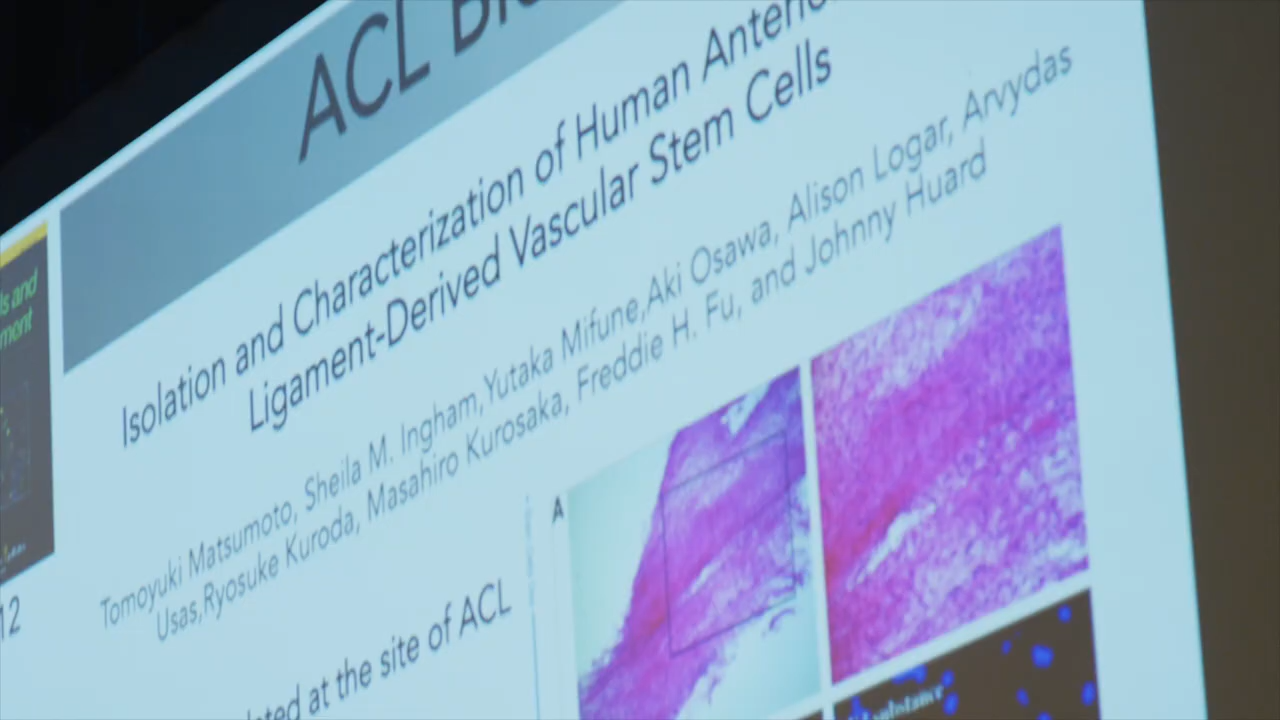 ACL
Isolation and Characterization of Human
Ligament-Derived Vascular Stem Cells
Tomoyuki Matsumoto, Sheila M. Ingham, Yutaka Mifune, Aki Osawa, Alison Logar, Arvydas
Usas, Ryosuke Kuroda, Masahiro Kurosaka, Freddie H. Fu, and Johnny Huard
and
A
12
at the site of ACL